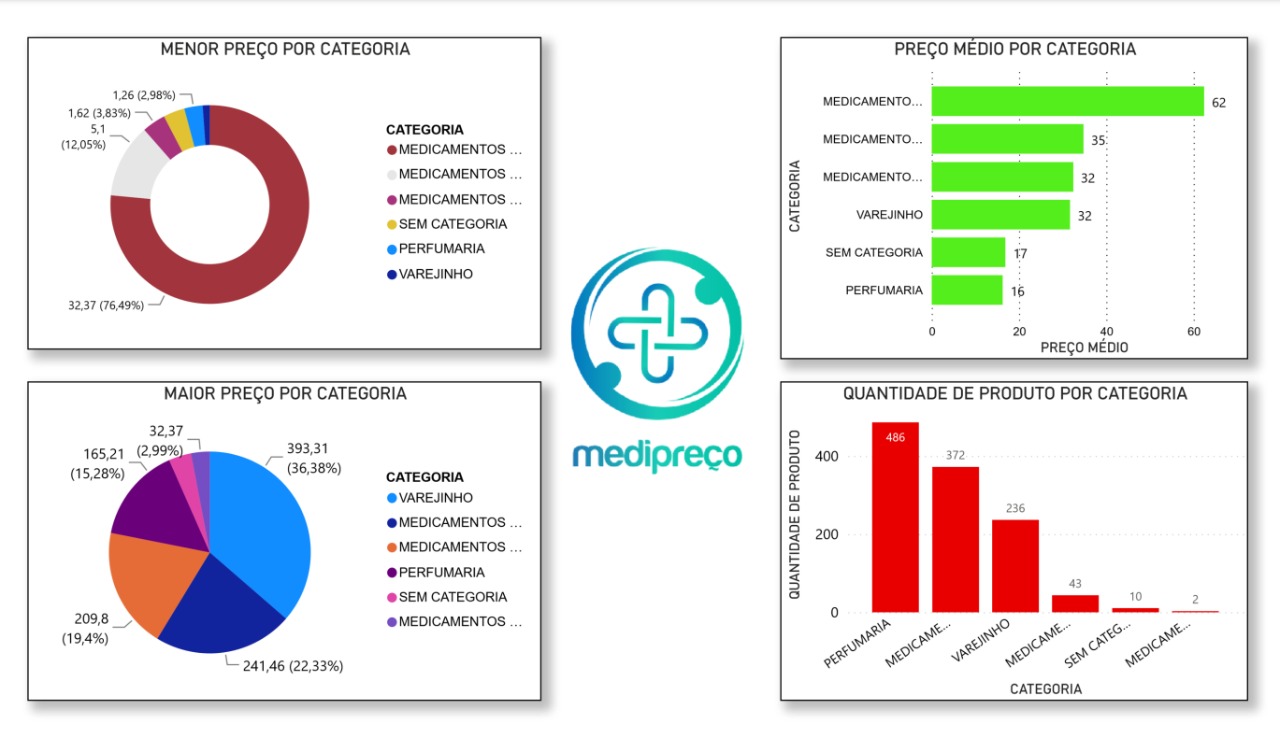 MENOR PREÇO POR CATEGORIA
1,26 (2,98%)
1,62 (3,83%)
5,1
(12,05%)
32,37 (76,49%)
CATEGORIA
MEDICAMENTOS ...
MEDICAMENTOS ...
MEDICAMENTOS ...
SEM CATEGORIA
PERFUMARIA
VAREJINHO
PREÇO MÉDIO POR CATEGORIA
CATEGORIA
MEDICAMENTO... 62
MEDICAMENTO... 35
MEDICAMENTO... 32
VAREJINHO 32
SEM CATEGORIA 17
PERFUMARIA 16
0 20 40 60
PREÇO MÉDIO
medipreço
MAIOR PREÇO POR CATEGORIA
32,37
(2,99%)
165,21
(15,28%)
393,31
(36,38%)
209,8
(19,4%)
241,46 (22,33%)
CATEGORIA
VAREJINHO
MEDICAMENTOS ...
MEDICAMENTOS ...
PERFUMARIA
SEM CATEGORIA
MEDICAMENTOS ...
QUANTIDADE DE PRODUTO POR CATEGORIA
QUANTIDADE DE PRODUTO
400
200
0
486
372
236
43
10
2
PERFUMARIA
MEDICAME...
VAREJINHO
MEDICAME...
SEM CATEG...
MEDICAME...
CATEGORIA